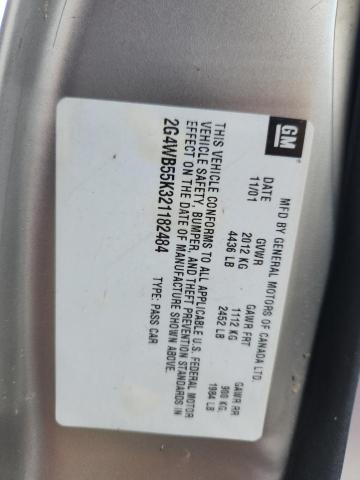 GM
MFD BY GENERAL MOTORS OF CANADA LTD.
DATE GVWR GAWR FRT GAWR RR
11/01 2012 KG 1112 KG 900 KG.
4436 LB 2452 LB 1984 LB
THIS VEHICLE CONFORMS TO ALL APPLICABLE U.S. FEDERAL MOTOR
VEHICLE SAFETY, BUMPER, AND THEFT PREVENTION STANDARDS IN
EFFECT ON THE DATE OF MANUFACTURE SHOWN ABOVE.
2G4WB55K321182484 TYPE: PASS CAR